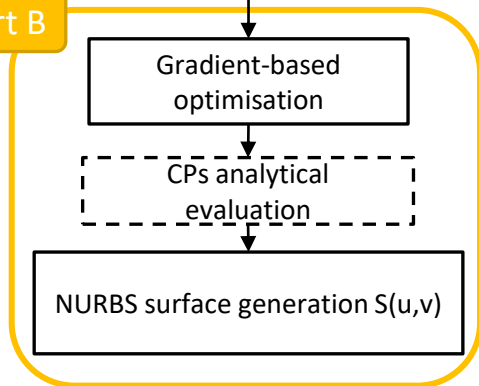 rt B
Gradient-based
optimisation
CPs analytical
evaluation
NURBS surface generation S(u,v)